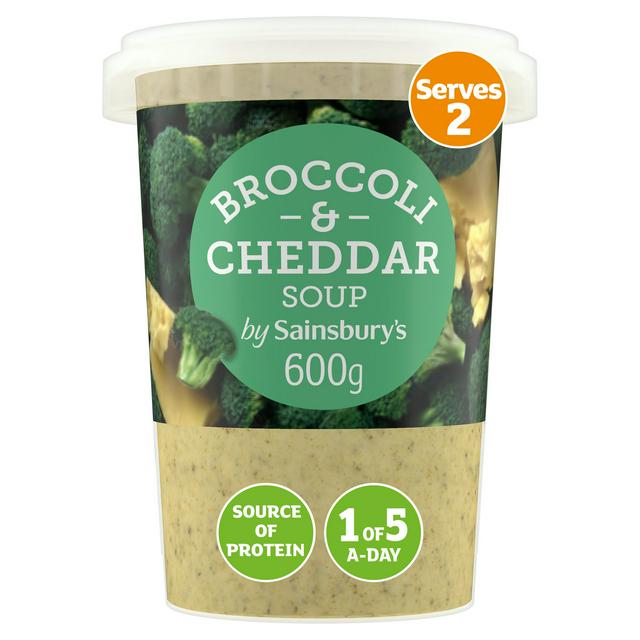 Serves
2
BROCCOLI
- & -
CHEDDAR
SOUP
by Sainsbury's
600g
SOURCE
OF
PROTEIN
1 OF 5
A-DAY